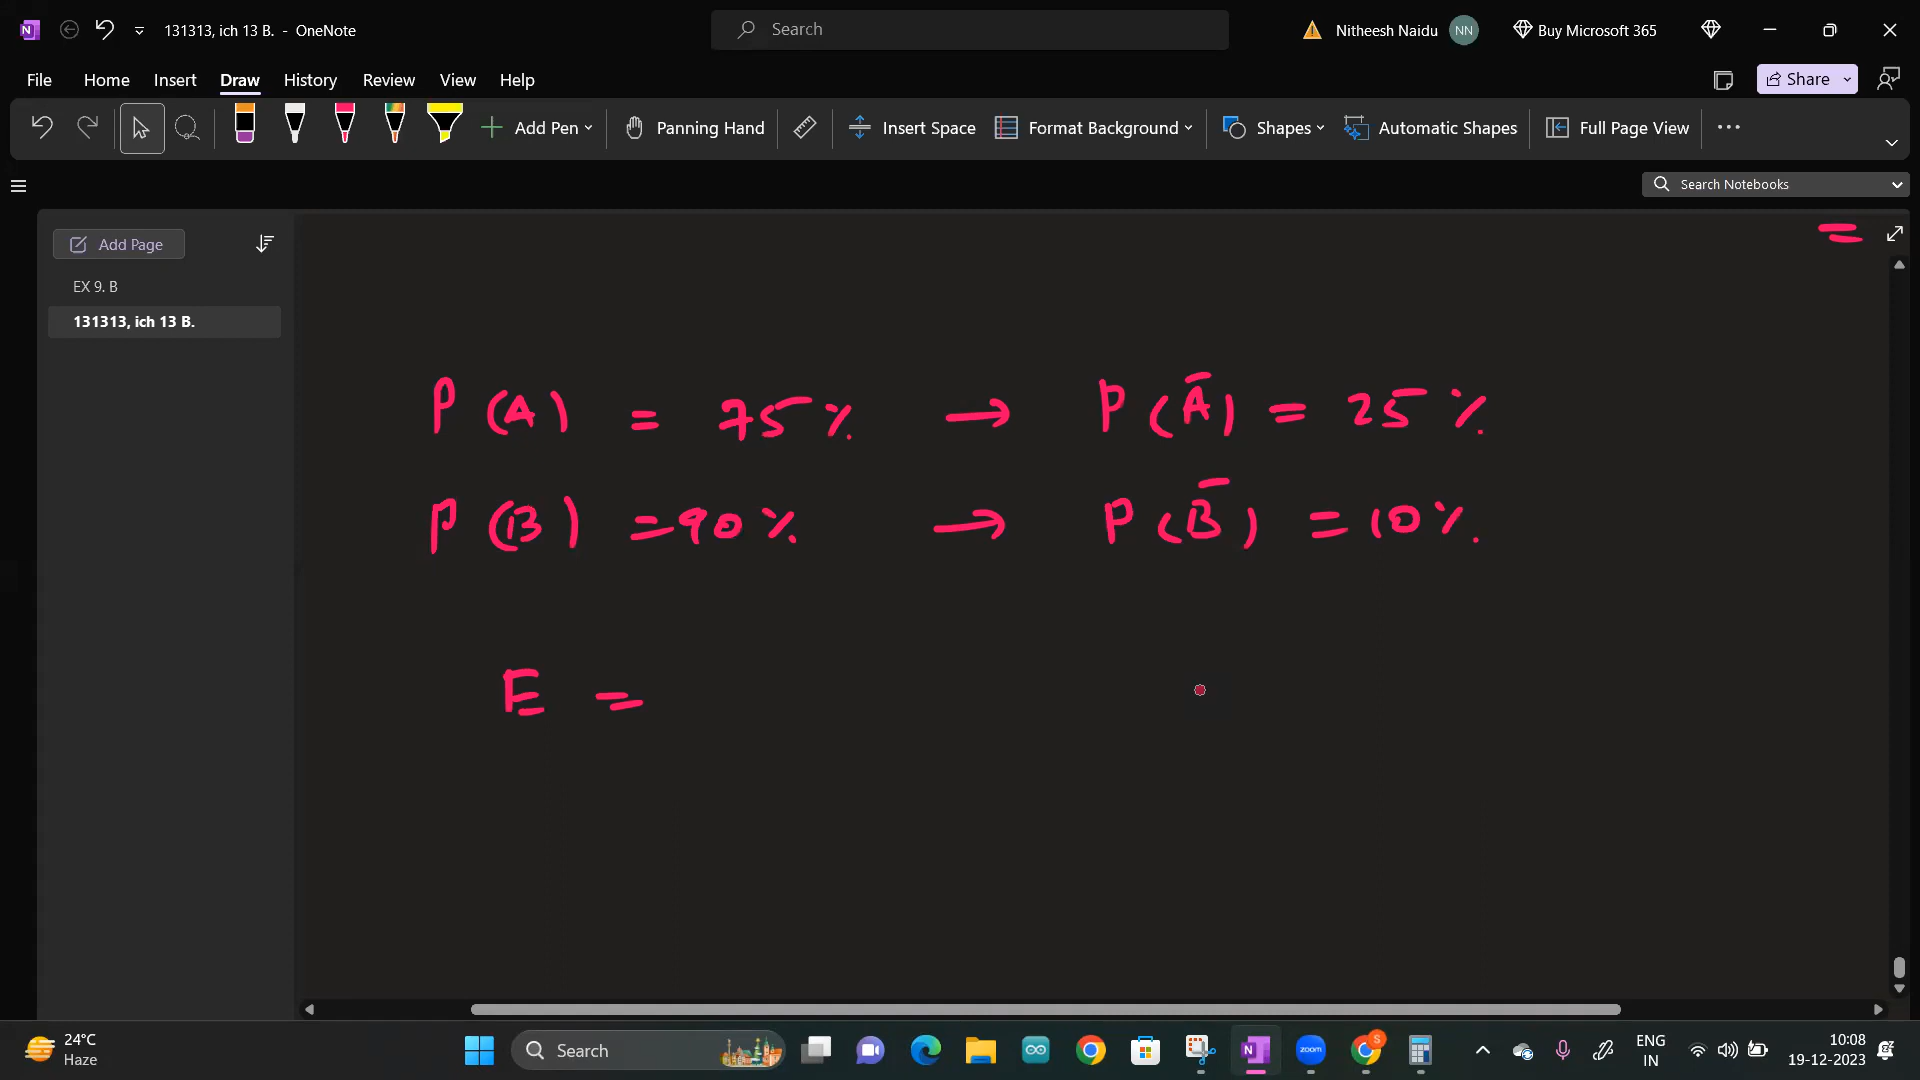 131313, ich 13 B. - OneNote
Search
Nitheesh Naidu
NN
Buy Microsoft 365
File Home Insert Draw History Review View Help
Share
Add Pen
Panning Hand
Insert Space
Format Background
Shapes
Automatic Shapes
Full Page View
Search Notebooks
Add Page
EX 9. B
131313, ich 13 B.
P(A) = 75% → P(Ā) = 25%
P(B) = 90% → P(B̄) = 10%
E =
24°C
Haze
Search
zoom
S
ENG
IN
10:08
19-12-2023